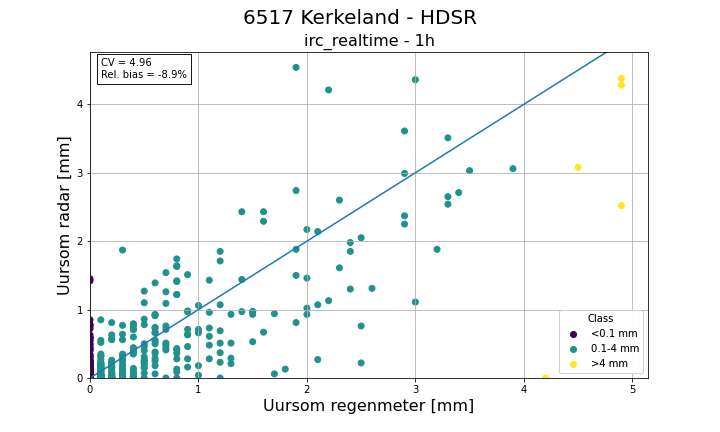 6517 Kerkeland - HDSR
irc_realtime - 1h
CV = 4.96
Rel. bias = -8.9%
Uursom radar [mm]
4
3
2
1
0
0 1 2 3 4 5
Uursom regenmeter [mm]
Class
<0.1 mm
0.1-4 mm
>4 mm